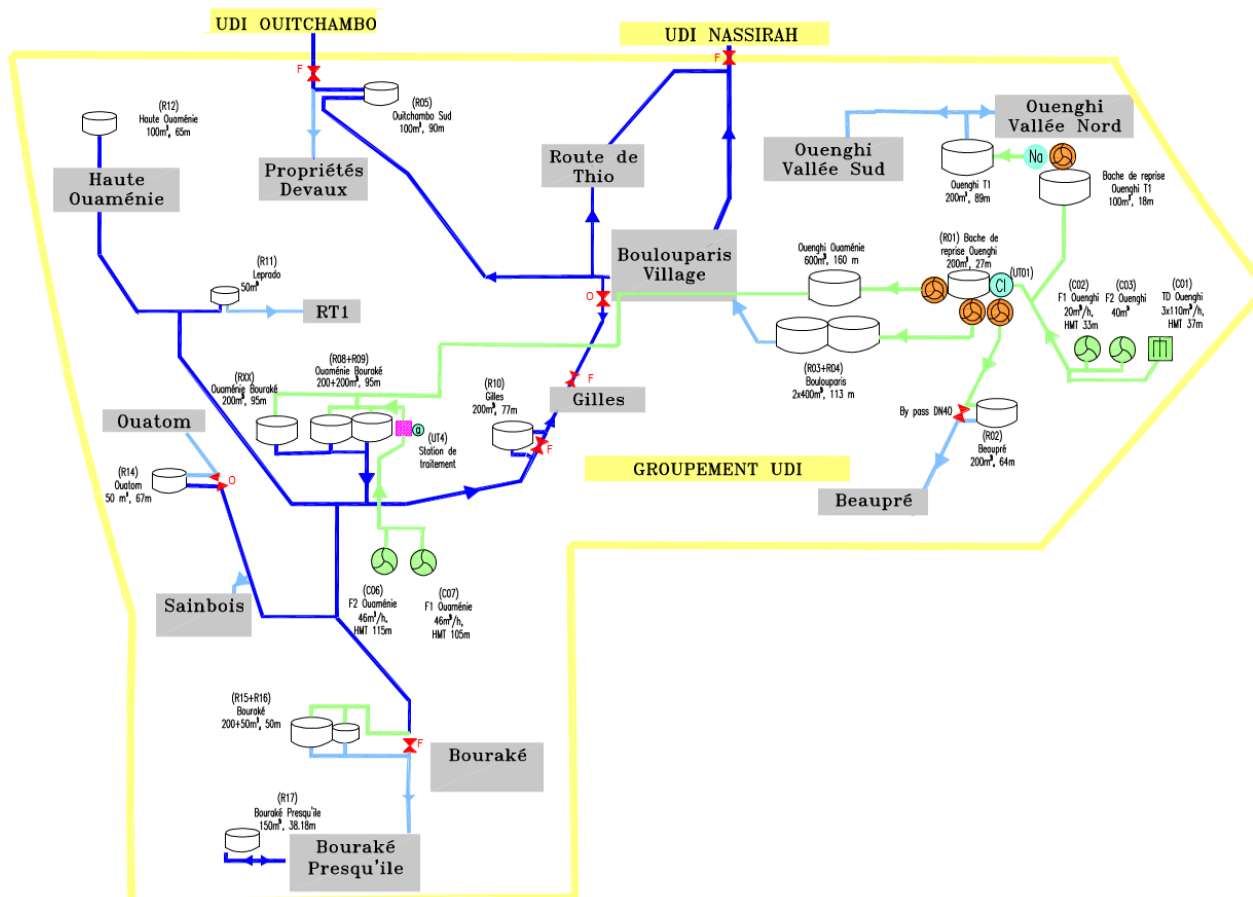 UDI OUITCHAMBO
UDI NASSIRAH
F
F
(R12)
Haute Ouaménie
100m³, 65m
(R05)
Ouitchambo Sud
100m³, 90m
Haute
Ouaménie
Propriétés
Devaux
Route de
Thio
Ouenghi
Vallée Sud
Ouenghi
Vallée Nord
Na
Ouenghi T1
200m³, 89m
Bache de reprise
Ouenghi T1
100m³, 18m
Boulouparis
Village
Ouenghi Ouaménie
600m³, 160 m
(R01) Bache de
reprise Ouenghi
200m³, 27m
(UT01)
Cl
(R11)
Leprado
50m³
RT1
O
(C02)
F1 Ouenghi
20m³/h,
HMT 33m
(C03)
F2 Ouenghi
40m³
(C01)
TD Ouenghi
3x110m³/h,
HMT 37m
(R03+R04)
Boulouparis
2x400m³, 113 m
(RXX)
Ouaménie Bouraké
200m³, 95m
(R08+R09)
Ouaménie Bouraké
200+200m³, 95m
(R10)
Gilles
200m³, 77m
F
Gilles
F
By pass DN40
(R02)
Beaupré
200m³, 64m
Beaupré
(UT4)
Station de
traitement
Ouatom
(R14)
Ouatom
50 m³, 67m
O
GROUPEMENT UDI
Sainbois
(C06)
F2 Ouaménie
46m³/h,
HMT 115m
(C07)
F1 Ouaménie
46m³/h,
HMT 105m
(R15+R16)
Bouraké
200+50m³, 50m
F
Bouraké
(R17)
Bouraké Presqu'ile
150m³, 38.18m
Bouraké
Presqu'ile